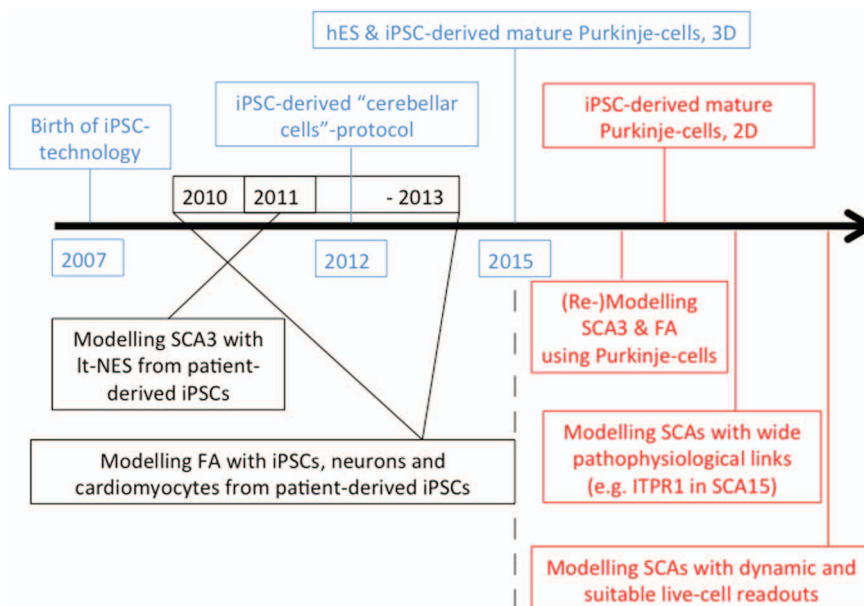 hES & iPSC-derived mature Purkinje-cells, 3D
iPSC-derived “cerebellar
cells”-protocol
iPSC-derived mature
Purkinje-cells, 2D
Birth of iPSC-
technology
2010
2011
- 2013
2007
2012
2015
(Re-)Modelling
SCA3 & FA
using Purkinje-cells
Modelling SCA3 with
lt-NES from patient-
derived iPSCs
Modelling SCAs with wide
pathophysiological links
(e.g. ITPR1 in SCA15)
Modelling FA with iPSCs, neurons and
cardiomyocytes from patient-derived iPSCs
Modelling SCAs with dynamic and
suitable live-cell readouts